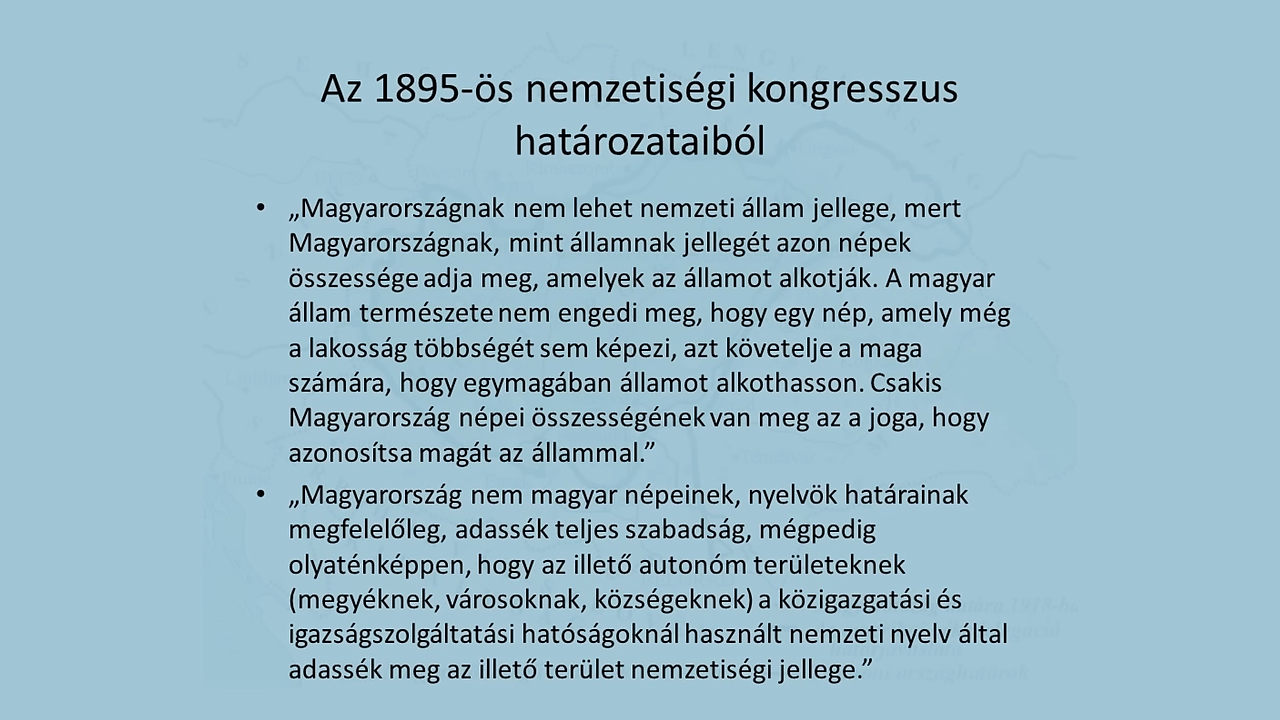 Az 1895-ös nemzetiségi kongresszus
határozataiból
• „Magyarországnak nem lehet nemzeti állam jellege, mert
Magyarországnak, mint államnak jellegét azon népek
összessége adja meg, amelyek az államot alkotják. A magyar
állam természete nem engedi meg, hogy egy nép, amely még
a lakosság többségét sem képezi, azt követelje a maga
számára, hogy egymagában államot alkothasson. Csakis
Magyarország népei összességének van meg az a joga, hogy
azonosítsa magát az állammal.”
• „Magyarország nem magyar népeinek, nyelvök határainak
megfelelőleg, adassék teljes szabadság, mégpedig
olyaténképpen, hogy az illető autonóm területeknek
(megyéknek, városoknak, községeknek) a közigazgatási és
igazságszolgáltatási hatóságoknál használt nemzeti nyelv által
adassék meg az illető terület nemzetiségi jellege.”